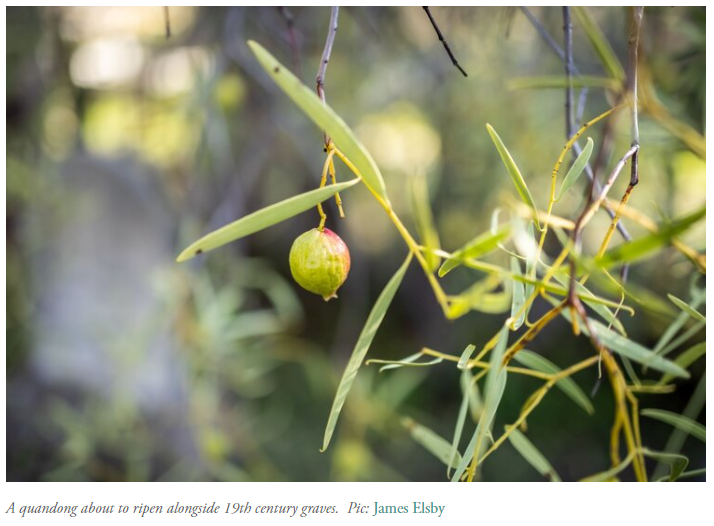 A quandong about to ripen alongside 19th century graves. Pic: James Elsby